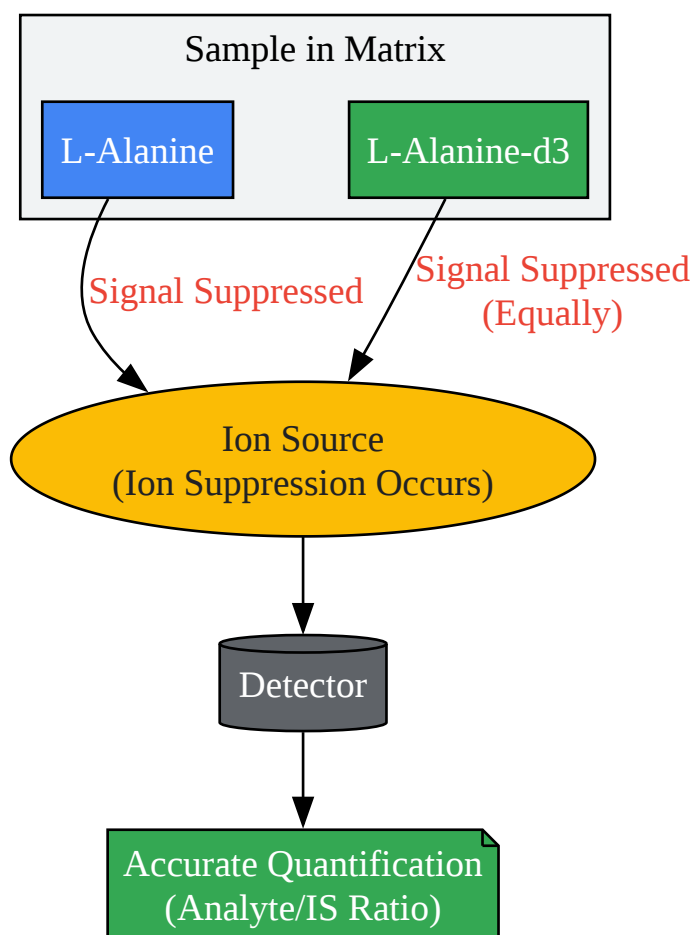 Sample in Matrix
L-Alanine
L-Alanine-d3
Signal Suppressed
Signal Suppressed
(Equally)
Ion Source
(Ion Suppression Occurs)
Detector
Accurate Quantification
(Analyte/IS Ratio)